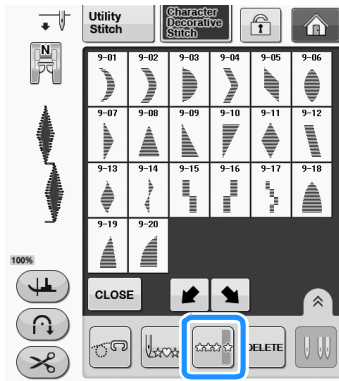 Utility
Stitch
Character
Decorative
Stitch
N
9-01 9-02 9-03 9-04 9-05 9-06
9-07 9-08 9-09 9-10 9-11 9-12
9-13 9-14 9-15 9-16 9-17 9-18
9-19 9-20
100%
CLOSE
DELETE